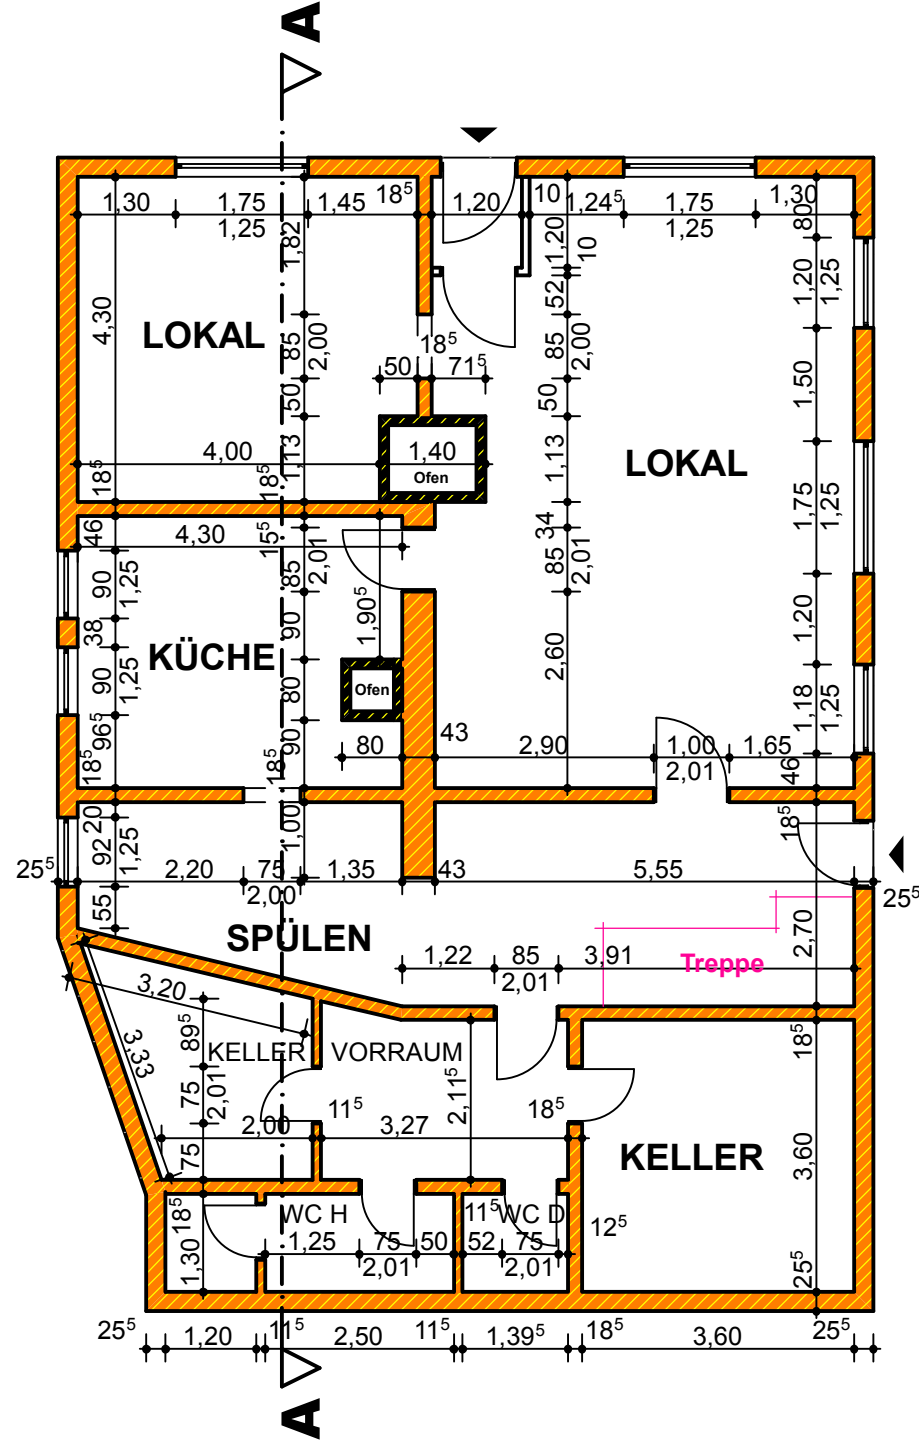 A
1,30 1,75 1,45 18⁵ 1,20 10 1,24⁵ 1,75 1,30
1,25 1,25
1,82 1,20 10 80
4,30 52 1,20 1,25
LOKAL
85 2,00 18⁵ 85 2,00
50 71⁵
50 50 1,50
4,00 1,40
Ofen
LOKAL
18⁵ 18⁵ 1,13 1,13 1,75 1,25
46 4,30 15⁵ 34
90 1,25 85 2,01 85 2,01
38 90 1,90⁵ 1,20
KÜCHE
2,60
Ofen
90 1,25 80 1,18 1,25
96⁵ 90 80 43 2,90 1,00 1,65
2,01
18⁵ 18⁵ 46
20 1,00 18⁵
92 1,25
25⁵ 2,20 75 1,35 43 5,55 25⁵
2,00
55 2,70
SPÜLEN
1,22 85 3,91
2,01
Treppe
3,20
3,33 89⁵ 18⁵
KELLER VORRAUM
75 2,01 2,11⁵
11⁵ 18⁵
2,00 3,27
75 3,60
KELLER
18⁵ WC H 11⁵ WC D 12⁵
1,25 75 50 52 75
2,01 2,01
1,30 25⁵
25⁵ 1,20 11⁵ 2,50 11⁵ 1,39⁵ 18⁵ 3,60 25⁵
A